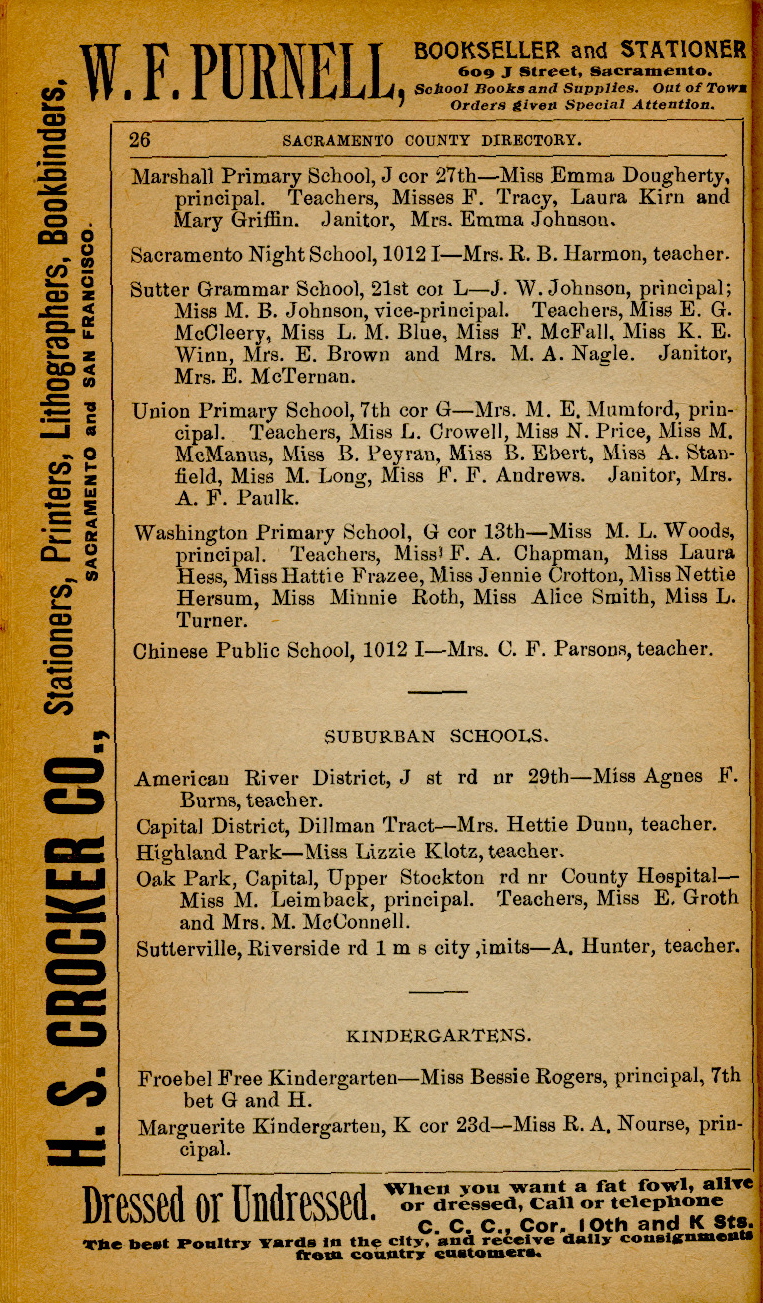 W. F. PURNELL,
BOOKSELLER and STATIONER
609 J Street, Sacramento.
School Books and Supplies. Out of Town
Orders given Special Attention.
H. S. CROCKER CO., Stationers, Printers, Lithographers, Bookbinders,
SACRAMENTO and SAN FRANCISCO.
26 SACRAMENTO COUNTY DIRECTORY.
Marshall Primary School, J cor 27th—Miss Emma Dougherty,
principal. Teachers, Misses F. Tracy, Laura Kirn and
Mary Griffin. Janitor, Mrs. Emma Johnson.
Sacramento Night School, 1012 I—Mrs. R. B. Harmon, teacher.
Sutter Grammar School, 21st cor L—J. W. Johnson, principal;
Miss M. B. Johnson, vice-principal. Teachers, Miss E. G.
McCleery, Miss L. M. Blue, Miss F. McFall, Miss K. E.
Winn, Mrs. E. Brown and Mrs. M. A. Nagle. Janitor,
Mrs. E. McTernan.
Union Primary School, 7th cor G—Mrs. M. E. Mumford, prin-
cipal. Teachers, Miss L. Crowell, Miss N. Price, Miss M.
McManus, Miss B. Peyran, Miss B. Ebert, Miss A. Stan-
field, Miss M. Long, Miss F. F. Andrews. Janitor, Mrs.
A. F. Paulk.
Washington Primary School, G cor 13th—Miss M. L. Woods,
principal. Teachers, Miss F. A. Chapman, Miss Laura
Hess, Miss Hattie Frazee, Miss Jennie Crofton, Miss Nettie
Hersum, Miss Minnie Roth, Miss Alice Smith, Miss L.
Turner.
Chinese Public School, 1012 I—Mrs. C. F. Parsons, teacher.
SUBURBAN SCHOOLS.
American River District, J st rd nr 29th—Miss Agnes F.
Burns, teacher.
Capital District, Dillman Tract—Mrs. Hettie Dunn, teacher.
Highland Park—Miss Lizzie Klotz, teacher.
Oak Park, Capital, Upper Stockton rd nr County Hospital—
Miss M. Leimback, principal. Teachers, Miss E. Groth
and Mrs. M. McConnell.
Sutterville, Riverside rd 1 m s city ,imits—A. Hunter, teacher.
KINDERGARTENS.
Froebel Free Kindergarten—Miss Bessie Rogers, principal, 7th
bet G and H.
Marguerite Kindergarten, K cor 23d—Miss R. A. Nourse, prin-
cipal.
Dressed or Undressed.
When you want a fat fowl, alive
or dressed, Call or telephone
C. C. C., Cor. 10th and K Sts.
The best Poultry Yards in the city, and receive daily consignments
from country customers.